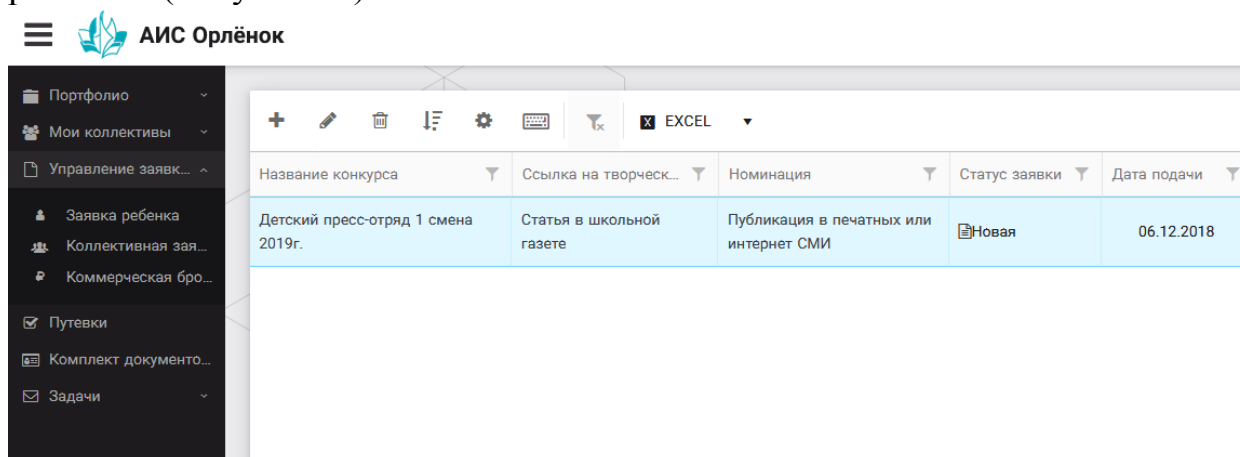 АИС Орлёнок
Портфолио
Мои коллективы
Управление заявк...
Заявка ребенка
Коллективная зая...
Коммерческая бро...
Путевки
Комплект документо...
Задачи
EXCEL
Название конкурса
Ссылка на творческ...
Номинация
Статус заявки
Дата подачи
Детский пресс-отряд 1 смена
2019г.
Статья в школьной
газете
Публикация в печатных или
интернет СМИ
Новая
06.12.2018